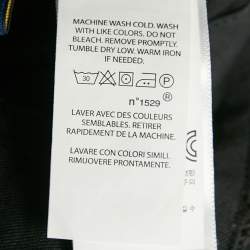 MACHINE WASH COLD. WASH
WITH LIKE COLORS. DO NOT
BLEACH. REMOVE PROMPTLY.
TUMBLE DRY LOW. WARM IRON
IF NEEDED.
30
n°1529 ®
LAVER AVEC DES COULEURS
SEMBLABLES. RETIRER
RAPIDEMENT DE LA MACHINE.
LAVARE CON COLORI SIMILI.
RIMUOVERE PRONTAMENTE.